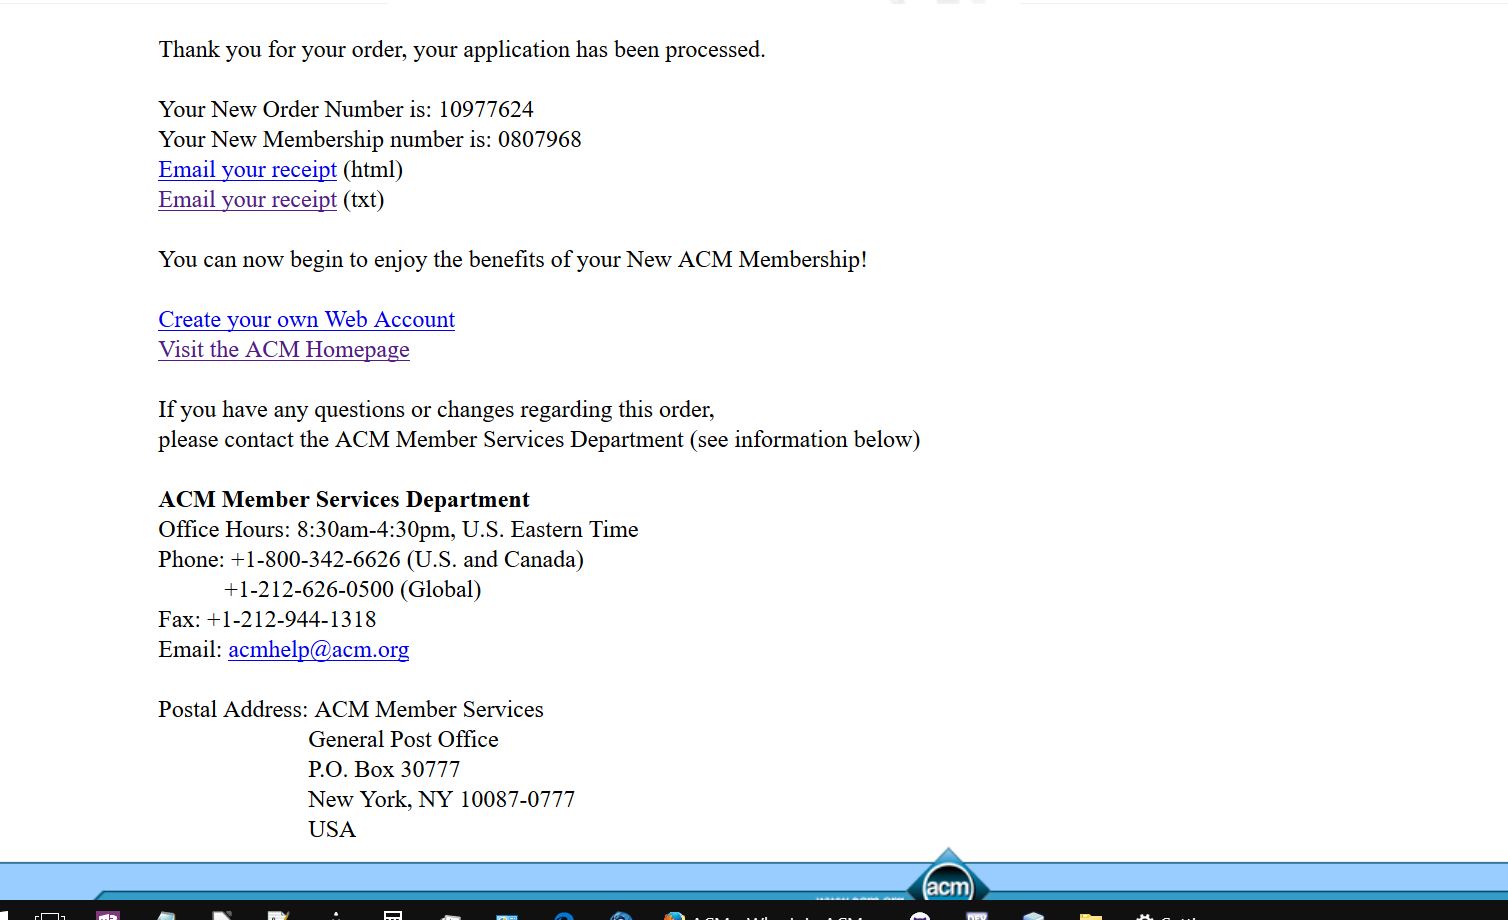 Thank you for your order, your application has been processed.
Your New Order Number is: 10977624
Your New Membership number is: 0807968
Email your receipt (html)
Email your receipt (txt)
You can now begin to enjoy the benefits of your New ACM Membership!
Create your own Web Account
Visit the ACM Homepage
If you have any questions or changes regarding this order,
please contact the ACM Member Services Department (see information below)
ACM Member Services Department
Office Hours: 8:30am-4:30pm, U.S. Eastern Time
Phone: +1-800-342-6626 (U.S. and Canada)
+1-212-626-0500 (Global)
Fax: +1-212-944-1318
Email: acmhelp@acm.org
Postal Address: ACM Member Services
General Post Office
P.O. Box 30777
New York, NY 10087-0777
USA
acm